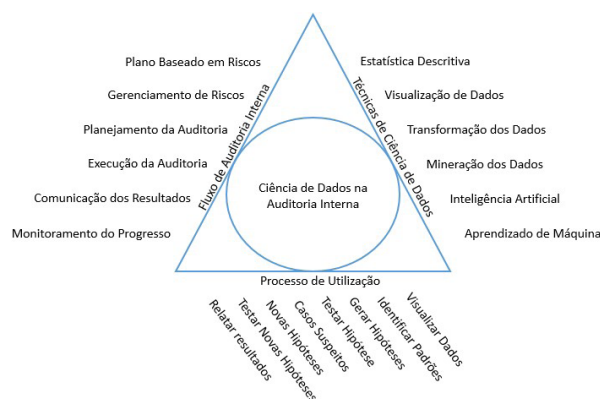 Plano Baseado em Riscos
Gerenciamento de Riscos
Planejamento da Auditoria
Execução da Auditoria
Comunicação dos Resultados
Monitoramento do Progresso
Fluxo de Auditoria Interna
Ciência de Dados na
Auditoria Interna
Técnicas de Ciência de Dados
Estatística Descritiva
Visualização de Dados
Transformação dos Dados
Mineração dos Dados
Inteligência Artificial
Aprendizado de Máquina
Processo de Utilização
Relatar resultados
Testar Novas Hipóteses
Novas Hipóteses
Casos Suspeitos
Testar Hipótese
Gerar Hipóteses
Identificar Padrões
Visualizar Dados